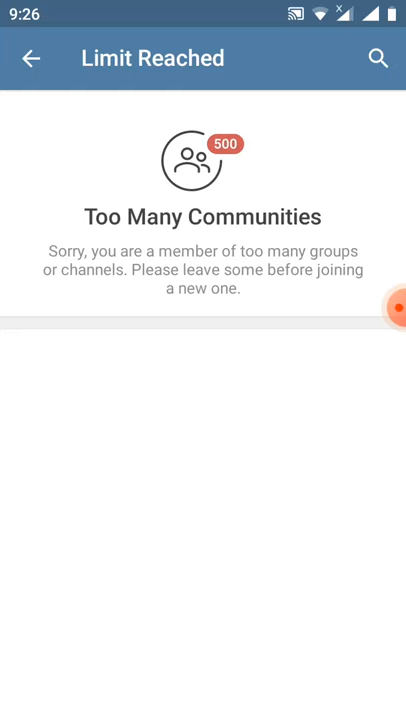 9:26
x
Limit Reached
500
Too Many Communities
Sorry, you are a member of too many groups
or channels. Please leave some before joining
a new one.